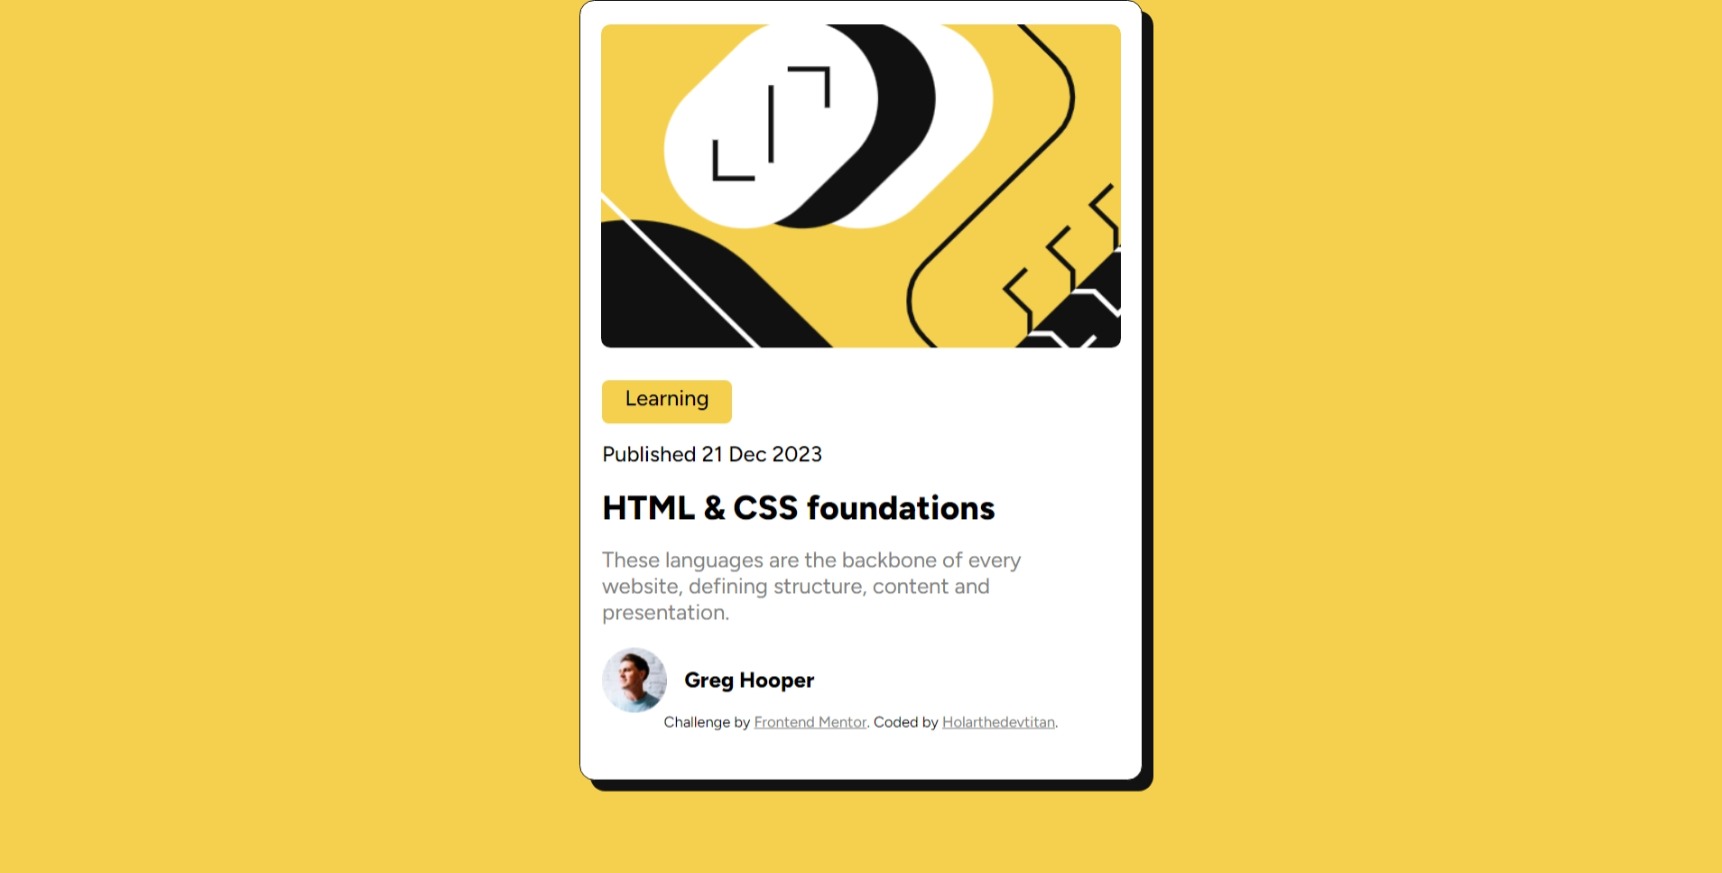 Learning
Published 21 Dec 2023
HTML & CSS foundations
These languages are the backbone of every
website, defining structure, content and
presentation.
Greg Hooper
Challenge by Frontend Mentor. Coded by Holarthedevtitan.